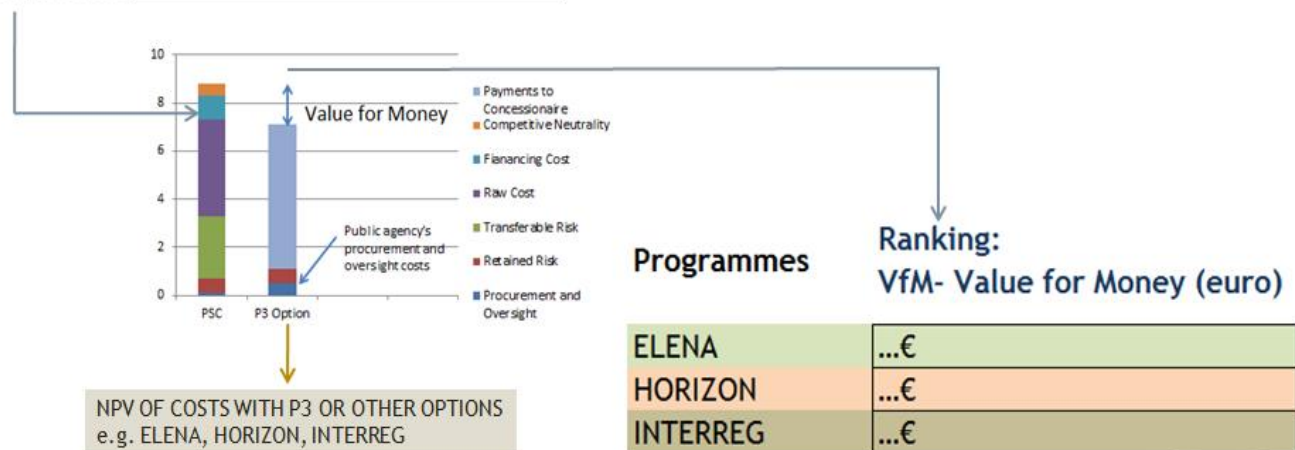 10
8
6
4
2
0
PSC
P3 Option
Value for Money
Public agency's
procurement and
oversight costs
Payments to
Concessionaire
Competitive Neutrality
Fianancing Cost
Raw Cost
Transferable Risk
Retained Risk
Procurement and
Oversight
NPV OF COSTS WITH P3 OR OTHER OPTIONS
e.g. ELENA, HORIZON, INTERREG
Programmes
Ranking:
VfM- Value for Money (euro)
ELENA ...€
HORIZON ...€
INTERREG ...€